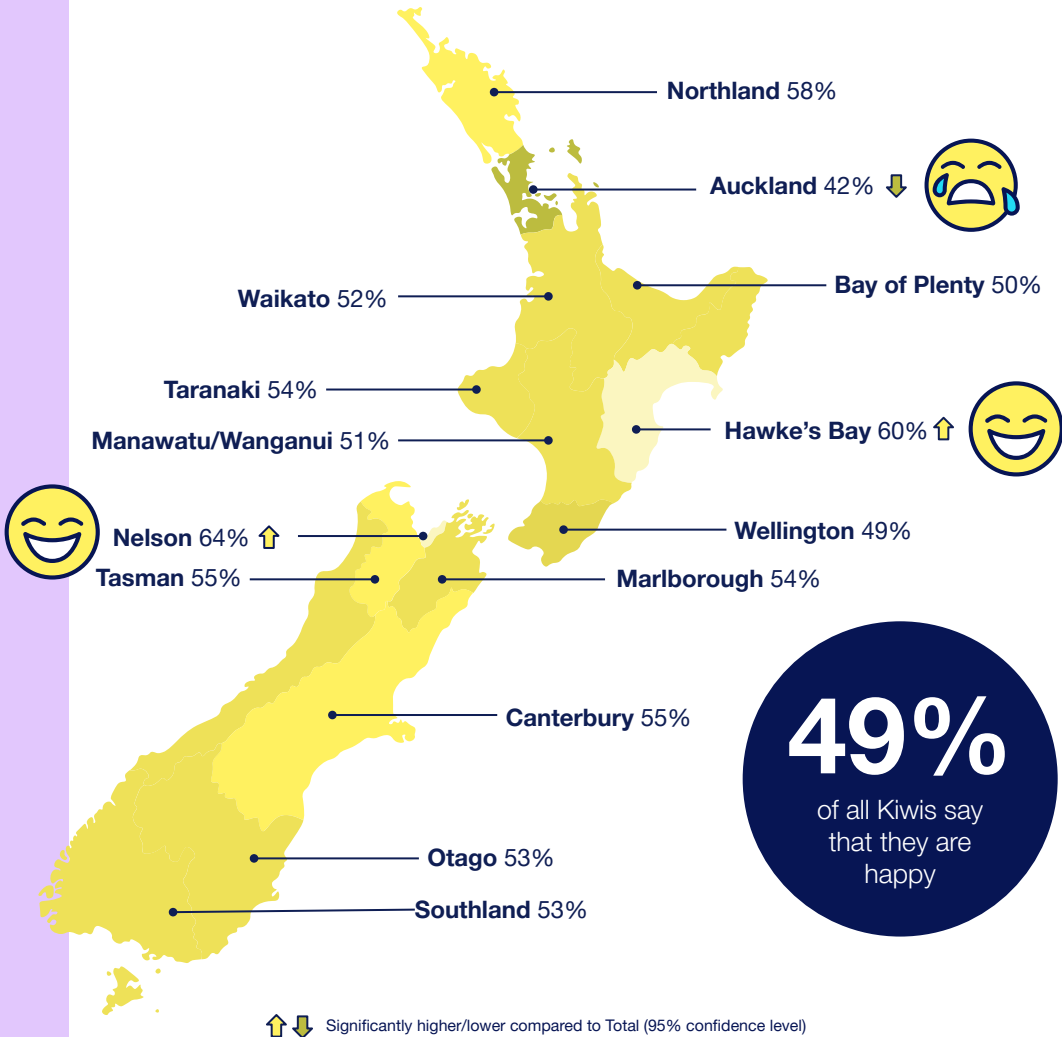 Northland 58%
Auckland 42%
Bay of Plenty 50%
Waikato 52%
Taranaki 54%
Hawke's Bay 60%
Manawatu/Wanganui 51%
Wellington 49%
Nelson 64%
Tasman 55%
Marlborough 54%
Canterbury 55%
49%
of all Kiwis say
that they are
happy
Otago 53%
Southland 53%
Significantly higher/lower compared to Total (95% confidence level)